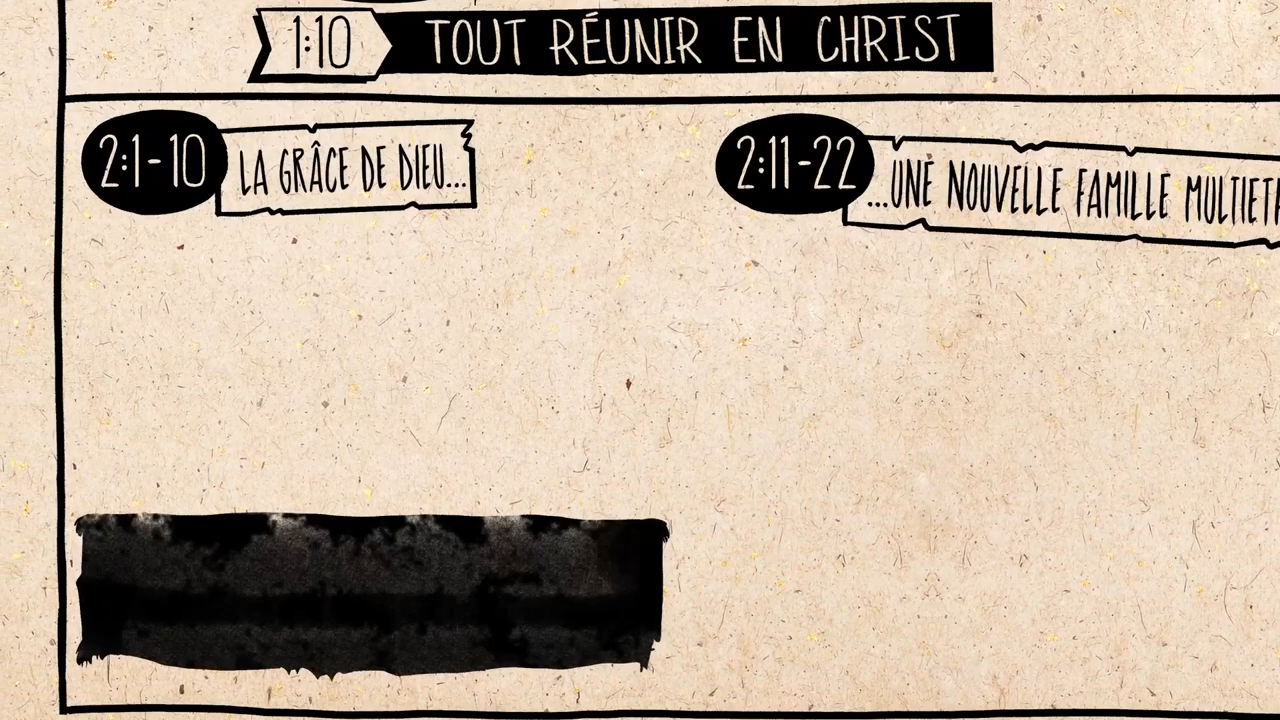 1:10 TOUT RÉUNIR EN CHRIST
2:1-10 LA GRÂCE DE DIEU...
2:11-22 ...UNE NOUVELLE FAMILLE